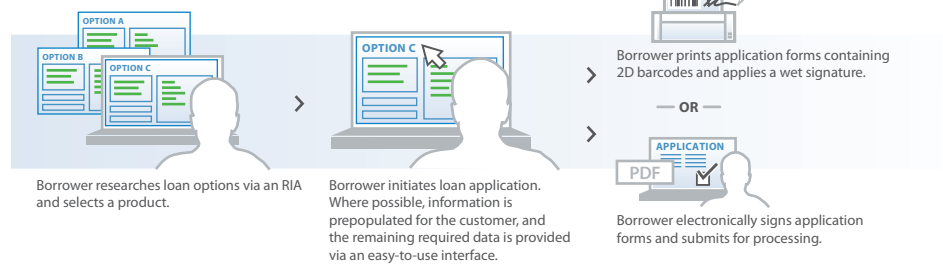 OPTION A
OPTION B
OPTION C
Borrower researches loan options via an RIA
and selects a product.
OPTION C
Borrower initiates loan application.
Where possible, information is
prepopulated for the customer, and
the remaining required data is provided
via an easy-to-use interface.
Borrower prints application forms containing
2D barcodes and applies a wet signature.
OR
APPLICATION
PDF
Borrower electronically signs application
forms and submits for processing.